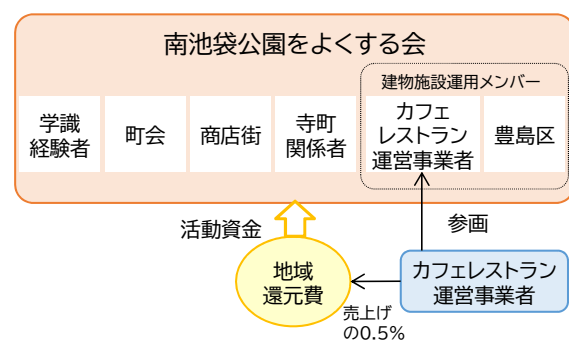 南池袋公園をよくする会
建物施設運用メンバー
学識
経験者
町会
商店街
寺町
関係者
カフェ
レストラン
運営事業者
豊島区
活動資金
参画
地域
還元費
カフェレストラン
運営事業者
売上げ
の0.5%